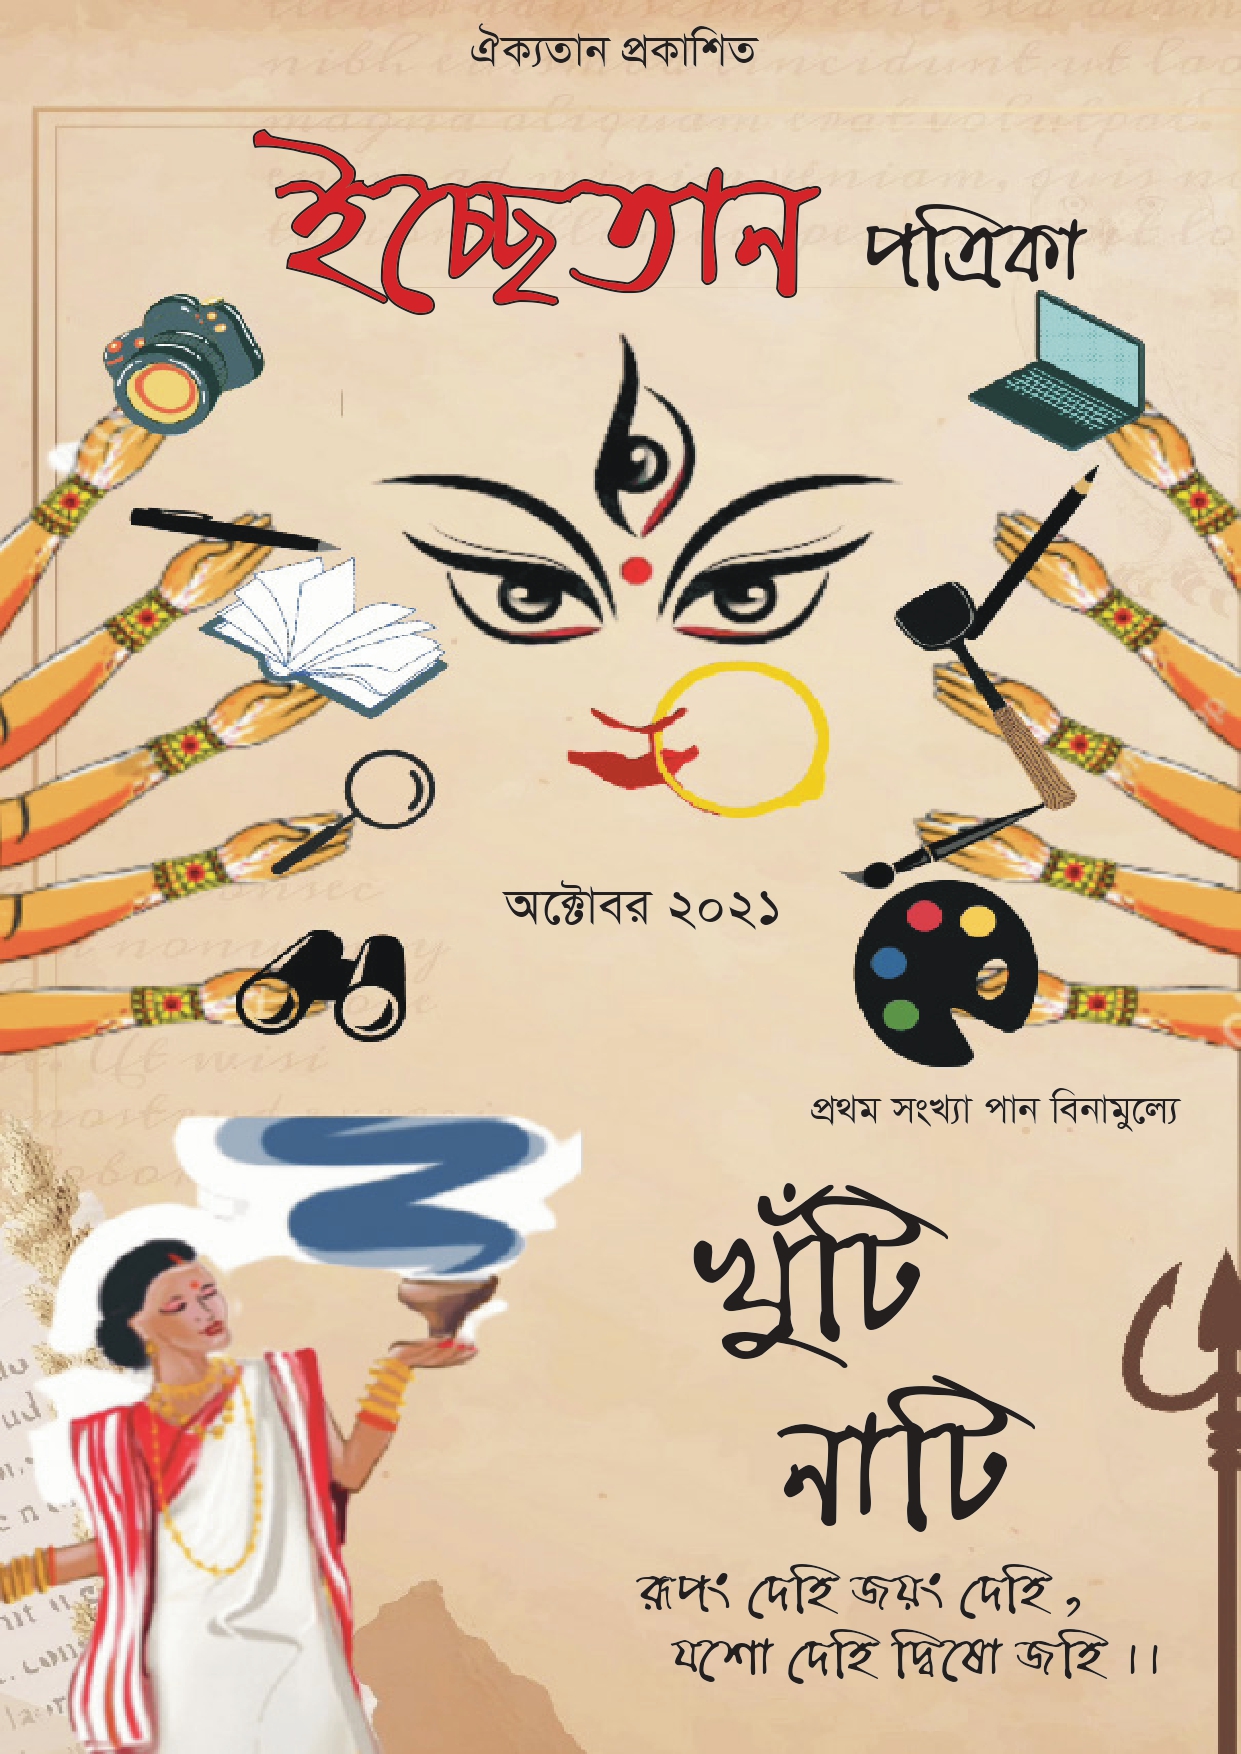 ঐক্যতান প্রকাশিত
ইচ্ছেতান পত্রিকা
অক্টোবর ২০২১
প্রথম সংখ্যা পান বিনামুল্যে
খুঁটি
নাটি
রূপং দেহি জয়ং দেহি ,
যশো দেহি দ্বিষো জহি ।।